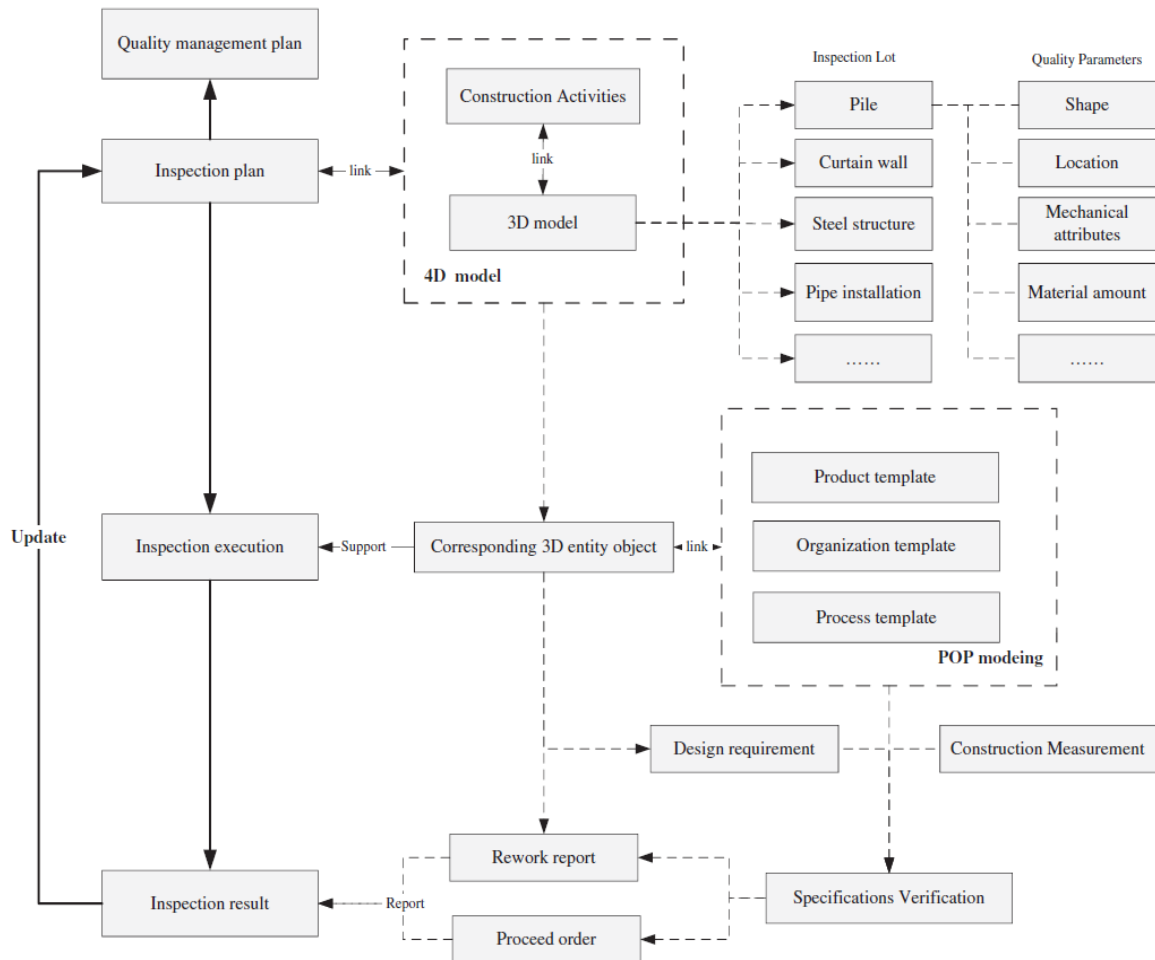 Quality management plan
Construction Activities
Inspection Lot
Quality Parameters
Pile
Shape
link
Inspection plan
link
Curtain wall
Location
3D model
Steel structure
Mechanical
attributes
4D model
Pipe installation
Material amount
……
……
Product template
Update
Inspection execution
Support
Corresponding 3D entity object
link
Organization template
Process template
POP modeing
Design requirement
Construction Measurement
Rework report
Inspection result
Report
Specifications Verification
Proceed order